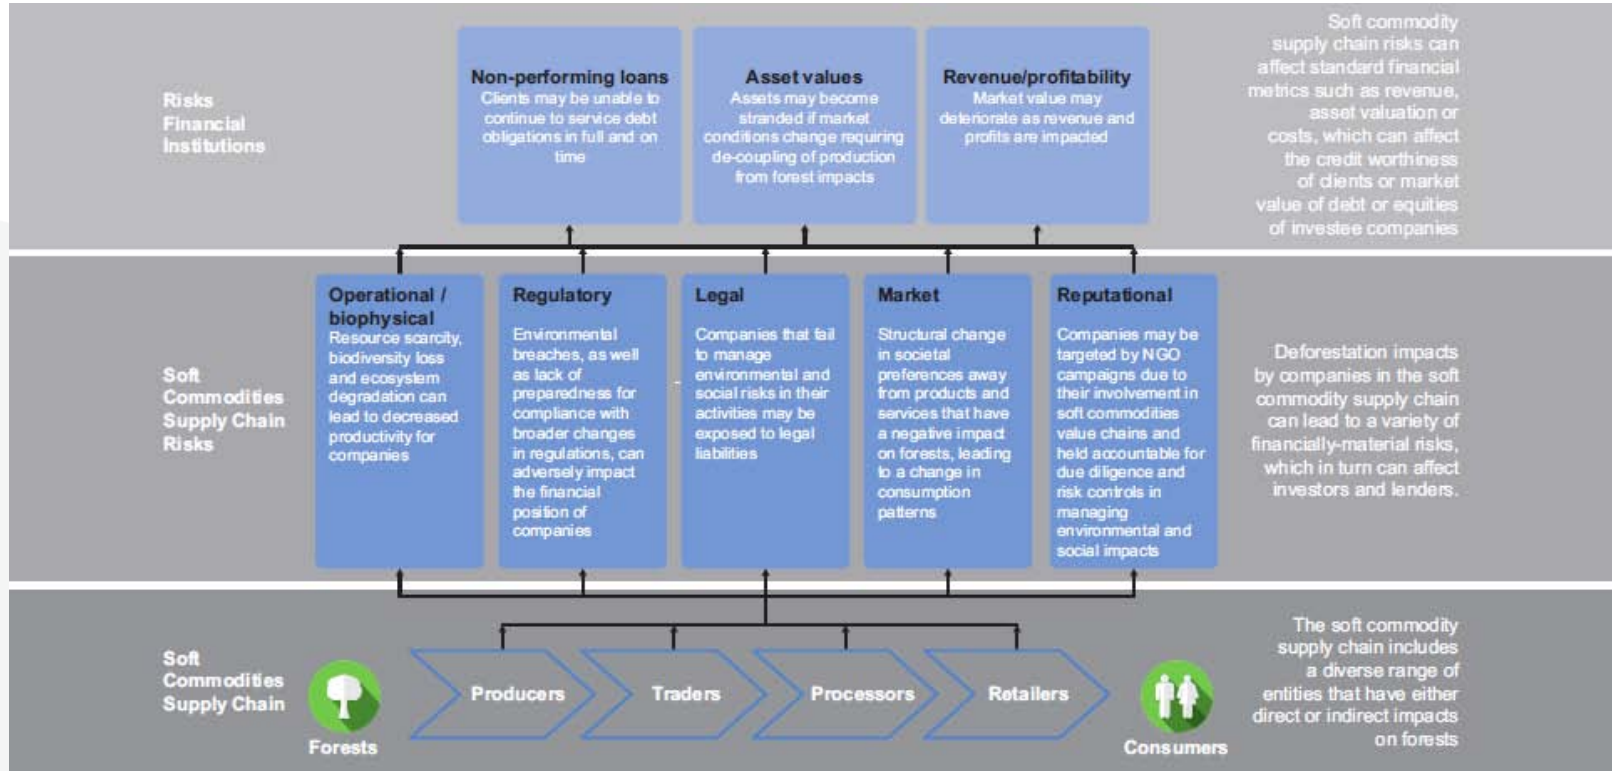 Risks
Financial
Institutions
Non-performing loans
Clients may be unable to
continue to service debt
obligations in full and on
time
Asset values
Assets may become
stranded if market
conditions change requiring
de-coupling of production
from forest impacts
Revenue/profitability
Market value may
deteriorate as revenue and
profits are impacted
Soft commodity
supply chain risks can
affect standard financial
metrics such as revenue,
asset valuation or
costs, which can affect
the credit worthiness
of clients or market
value of debt or equities
of investee companies
Soft
Commodities
Supply Chain
Risks
Operational /
biophysical
Resource scarcity,
biodiversity loss
and ecosystem
degradation can
lead to decreased
productivity for
companies
Regulatory
Environmental
breaches, as well
as lack of
preparedness for
compliance with
broader changes
in regulations, can
adversely impact
the financial
position of
companies
Legal
Companies that fail
to manage
environmental and
social risks in their
activities may be
exposed to legal
liabilities
Market
Structural change
in societal
preferences away
from products and
services that have
a negative impact
on forests, leading
to a change in
consumption
patterns
Reputational
Companies may be
targeted by NGO
campaigns due to
their involvement in
soft commodities
value chains and
held accountable for
due diligence and
risk controls in
managing
environmental and
social impacts
Deforestation impacts
by companies in the soft
commodity supply chain
can lead to a variety of
financially-material risks,
which in turn can affect
investors and lenders.
Soft
Commodities
Supply Chain
Forests
Producers
Traders
Processors
Retailers
Consumers
The soft commodity
supply chain includes
a diverse range of
entities that have either
direct or indirect impacts
on forests